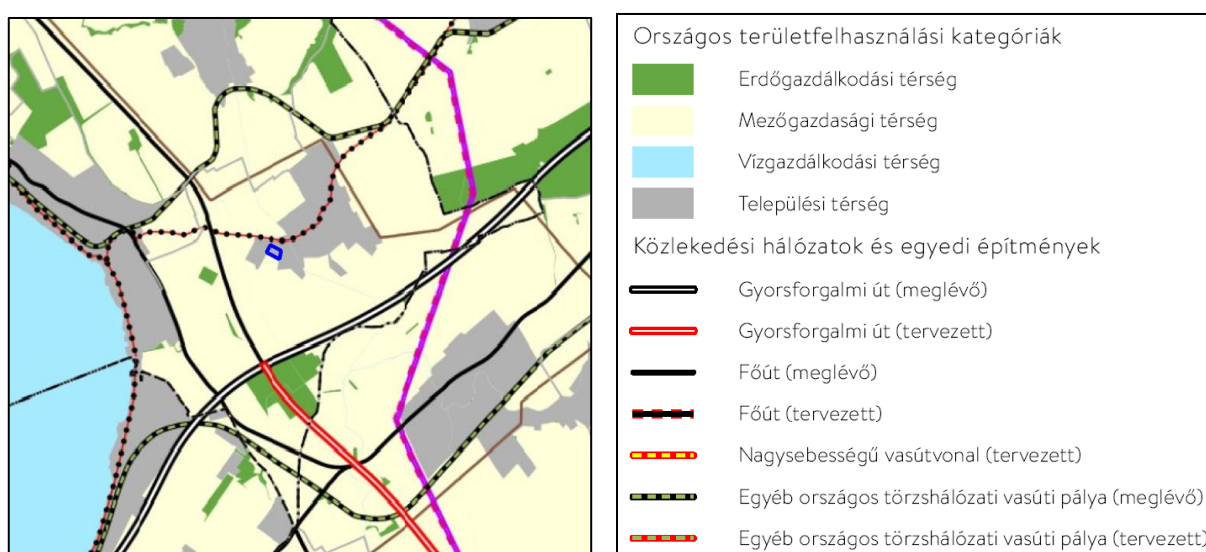 Országos területfelhasználási kategóriák
Erdőgazdálkodási térség
Mezőgazdasági térség
Vízgazdálkodási térség
Települési térség
Közlekedési hálózatok és egyedi építmények
Gyorsforgalmi út (meglévő)
Gyorsforgalmi út (tervezett)
Főút (meglévő)
Főút (tervezett)
Nagysebességű vasútvonal (tervezett)
Egyéb országos törzshálózati vasúti pálya (meglévő)
Egyéb országos törzshálózati vasúti pálya (tervezett)